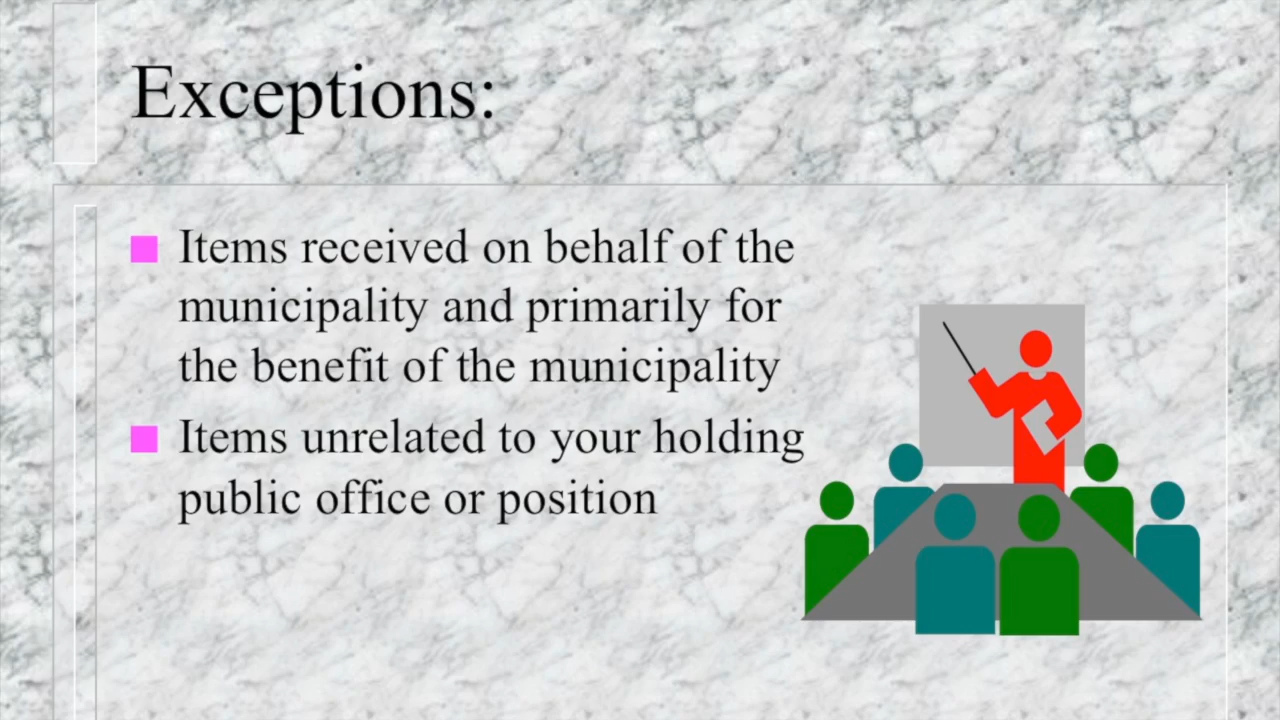 Exceptions:
Items received on behalf of the
municipality and primarily for
the benefit of the municipality
Items unrelated to your holding
public office or position